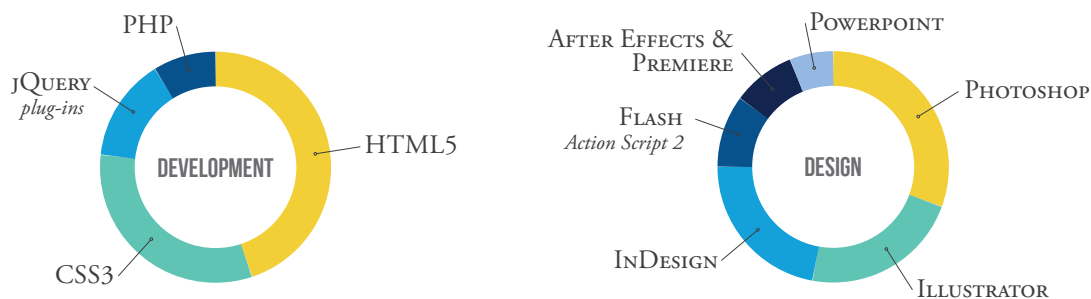 PHP
jQuery
plug-ins
HTML5
DEVELOPMENT
CSS3
Powerpoint
After Effects &
Premiere
Photoshop
Flash
Action Script 2
DESIGN
InDesign
Illustrator